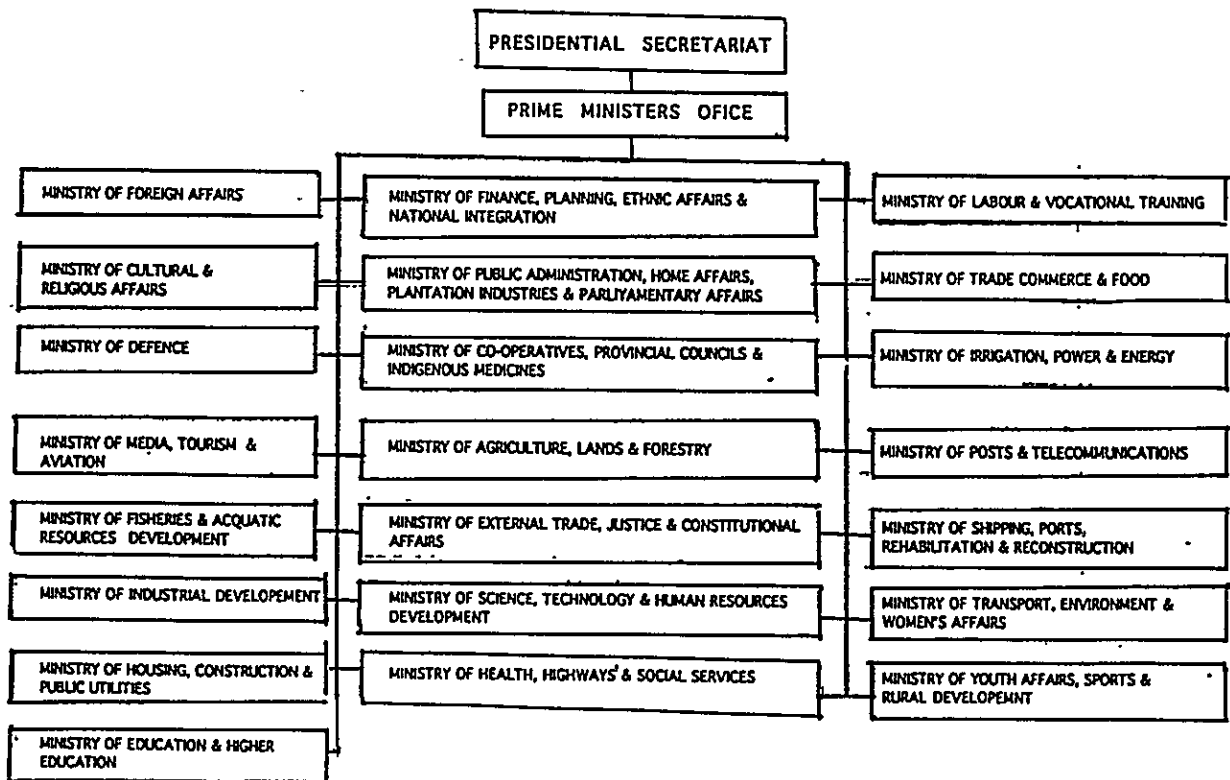 PRESIDENTIAL SECRETARIAT
PRIME MINISTERS OFICE
MINISTRY OF FOREIGN AFFAIRS
MINISTRY OF FINANCE, PLANNING, ETHNIC AFFAIRS &
NATIONAL INTEGRATION
MINISTRY OF LABOUR & VOCATIONAL TRAINING
MINISTRY OF CULTURAL &
RELIGIOUS AFFAIRS
MINISTRY OF PUBLIC ADMINISTRATION, HOME AFFAIRS,
PLANTATION INDUSTRIES & PARLIYAMENTARY AFFAIRS
MINISTRY OF TRADE COMMERCE & FOOD
MINISTRY OF DEFENCE
MINISTRY OF CO-OPERATIVES, PROVINCIAL COUNCILS &
INDIGENOUS MEDICINES
MINISTRY OF IRRIGATION, POWER & ENERGY
MINISTRY OF MEDIA, TOURISM &
AVIATION
MINISTRY OF AGRICULTURE, LANDS & FORESTRY
MINISTRY OF POSTS & TELECOMMUNICATIONS
MINISTRY OF FISHERIES & ACQUATIC
RESOURCES DEVELOPMENT
MINISTRY OF EXTERNAL TRADE, JUSTICE & CONSTITUTIONAL
AFFAIRS
MINISTRY OF SHIPPING, PORTS,
REHABILITATION & RECONSTRUCTION
MINISTRY OF INDUSTRIAL DEVELOPEMENT
MINISTRY OF SCIENCE, TECHNOLOGY & HUMAN RESOURCES
DEVELOPMENT
MINISTRY OF TRANSPORT, ENVIRONMENT &
WOMEN'S AFFAIRS
MINISTRY OF HOUSING, CONSTRUCTION &
PUBLIC UTILITIES
MINISTRY OF HEALTH, HIGHWAYS & SOCIAL SERVICES
MINISTRY OF YOUTH AFFAIRS, SPORTS &
RURAL DEVELOPEMNT
MINISTRY OF EDUCATION & HIGHER
EDUCATION